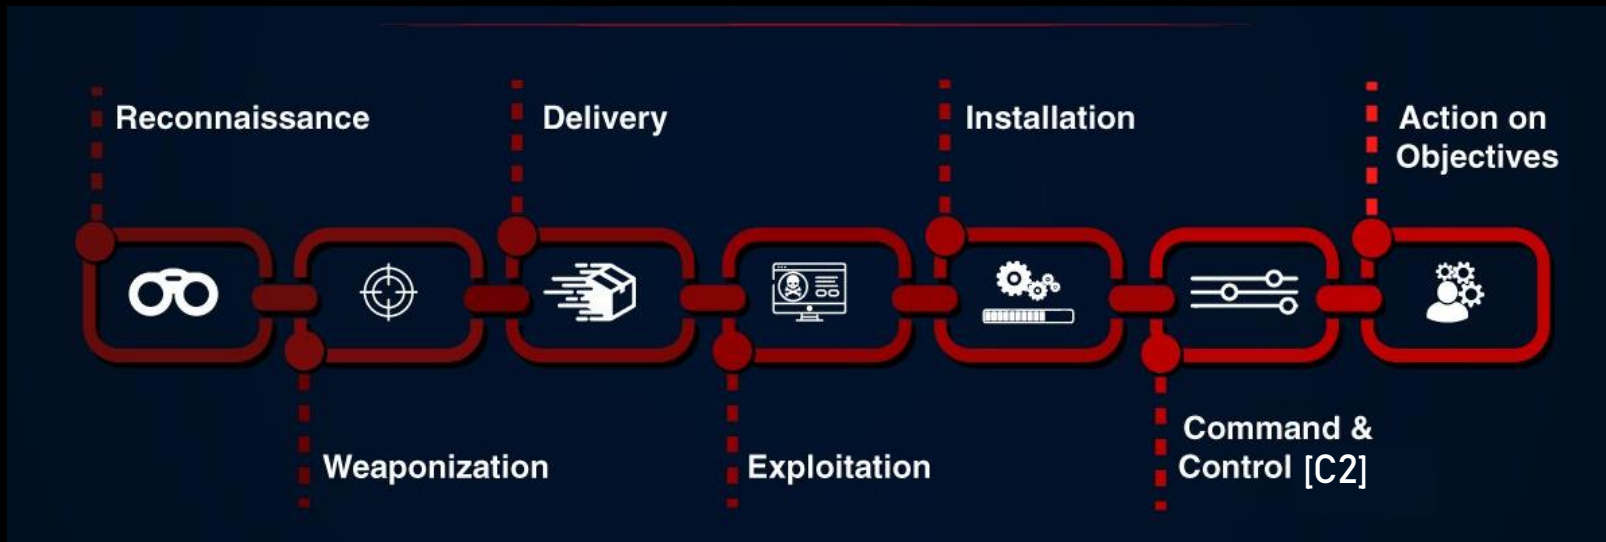 Reconnaissance
Weaponization
Delivery
Exploitation
Installation
Command &
Control [C2]
Action on
Objectives